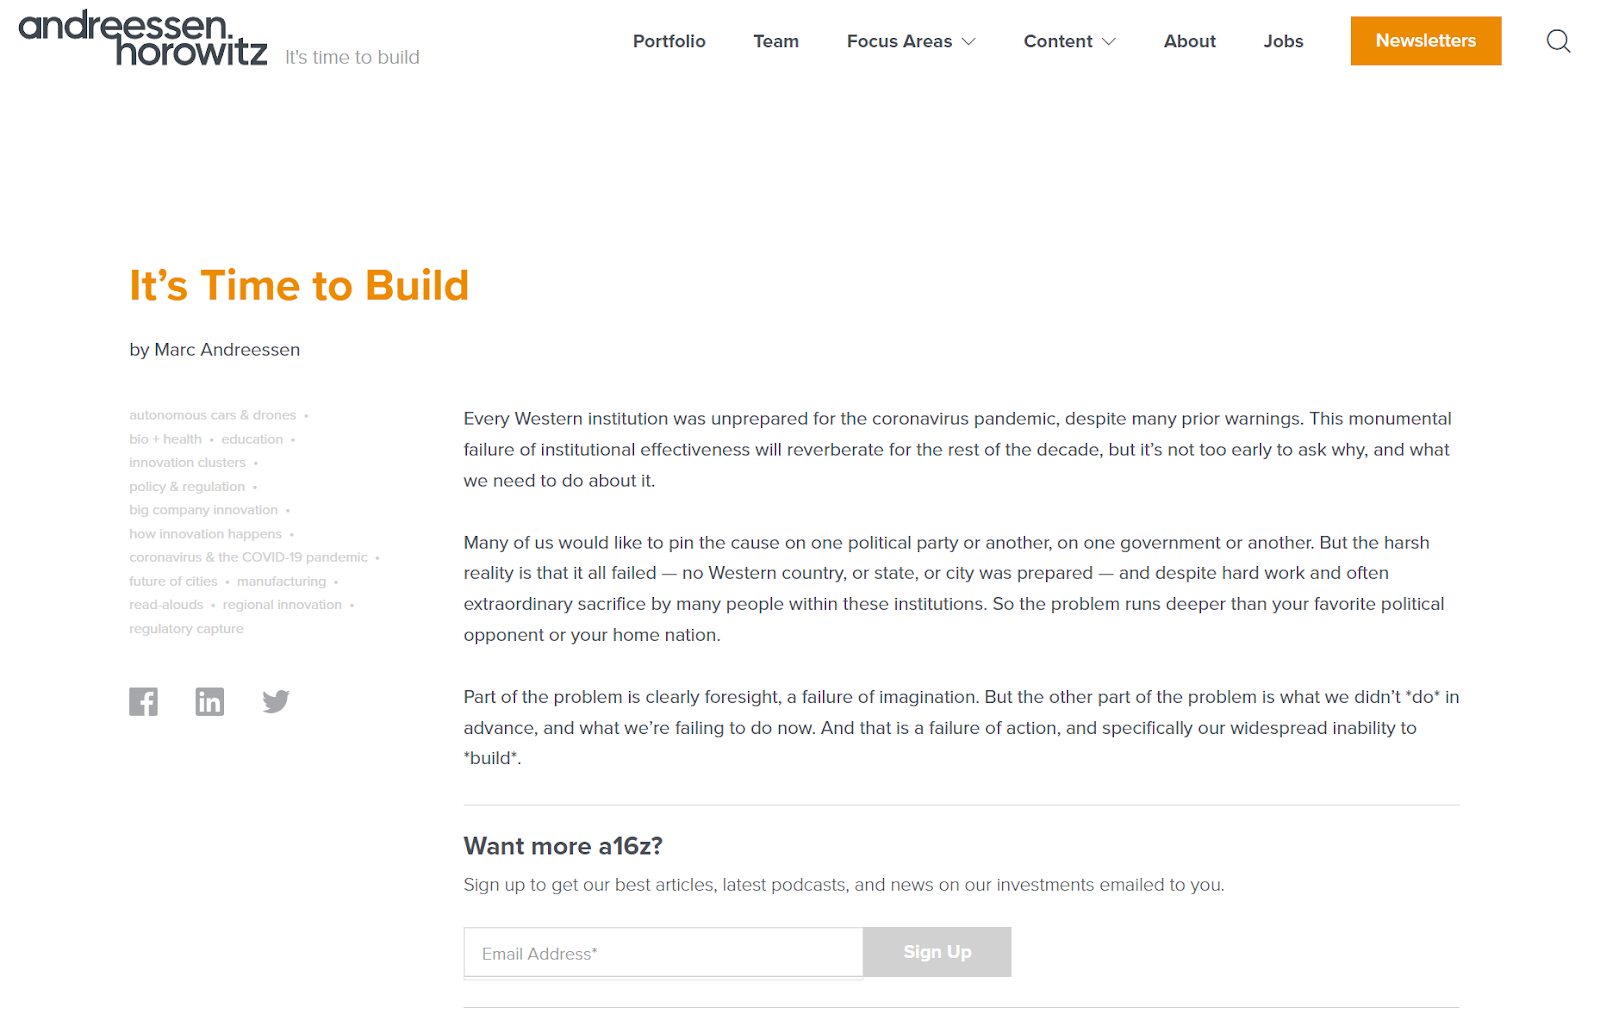 andreessen.
horowitz It's time to build
Portfolio Team Focus Areas Content About Jobs Newsletters
It’s Time to Build
by Marc Andreessen
autonomous cars & drones •
bio + health • education •
innovation clusters •
policy & regulation •
big company innovation •
how innovation happens •
coronavirus & the COVID-19 pandemic •
future of cities • manufacturing •
read-alouds • regional innovation •
regulatory capture
Every Western institution was unprepared for the coronavirus pandemic, despite many prior warnings. This monumental
failure of institutional effectiveness will reverberate for the rest of the decade, but it’s not too early to ask why, and what
we need to do about it.
Many of us would like to pin the cause on one political party or another, on one government or another. But the harsh
reality is that it all failed — no Western country, or state, or city was prepared — and despite hard work and often
extraordinary sacrifice by many people within these institutions. So the problem runs deeper than your favorite political
opponent or your home nation.
Part of the problem is clearly foresight, a failure of imagination. But the other part of the problem is what we didn’t *do* in
advance, and what we’re failing to do now. And that is a failure of action, and specifically our widespread inability to
*build*.
Want more a16z?
Sign up to get our best articles, latest podcasts, and news on our investments emailed to you.
Email Address* Sign Up